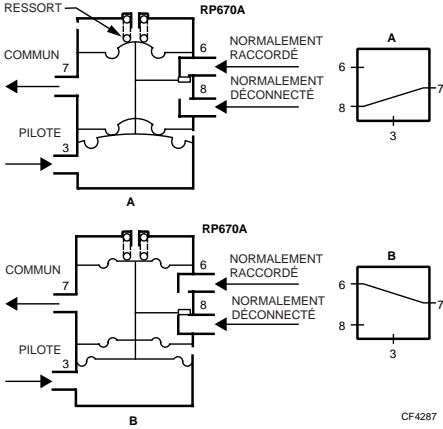 RESSORT
RP670A
COMMUN
7
6
NORMALEMENT
RACCORDÉ
8
NORMALEMENT
DÉCONNECTÉ
PILOTE
3
A
A
6
7
8
3
RP670A
COMMUN
7
6
NORMALEMENT
RACCORDÉ
8
NORMALEMENT
DÉCONNECTÉ
PILOTE
3
B
B
6
7
8
3
CF4287